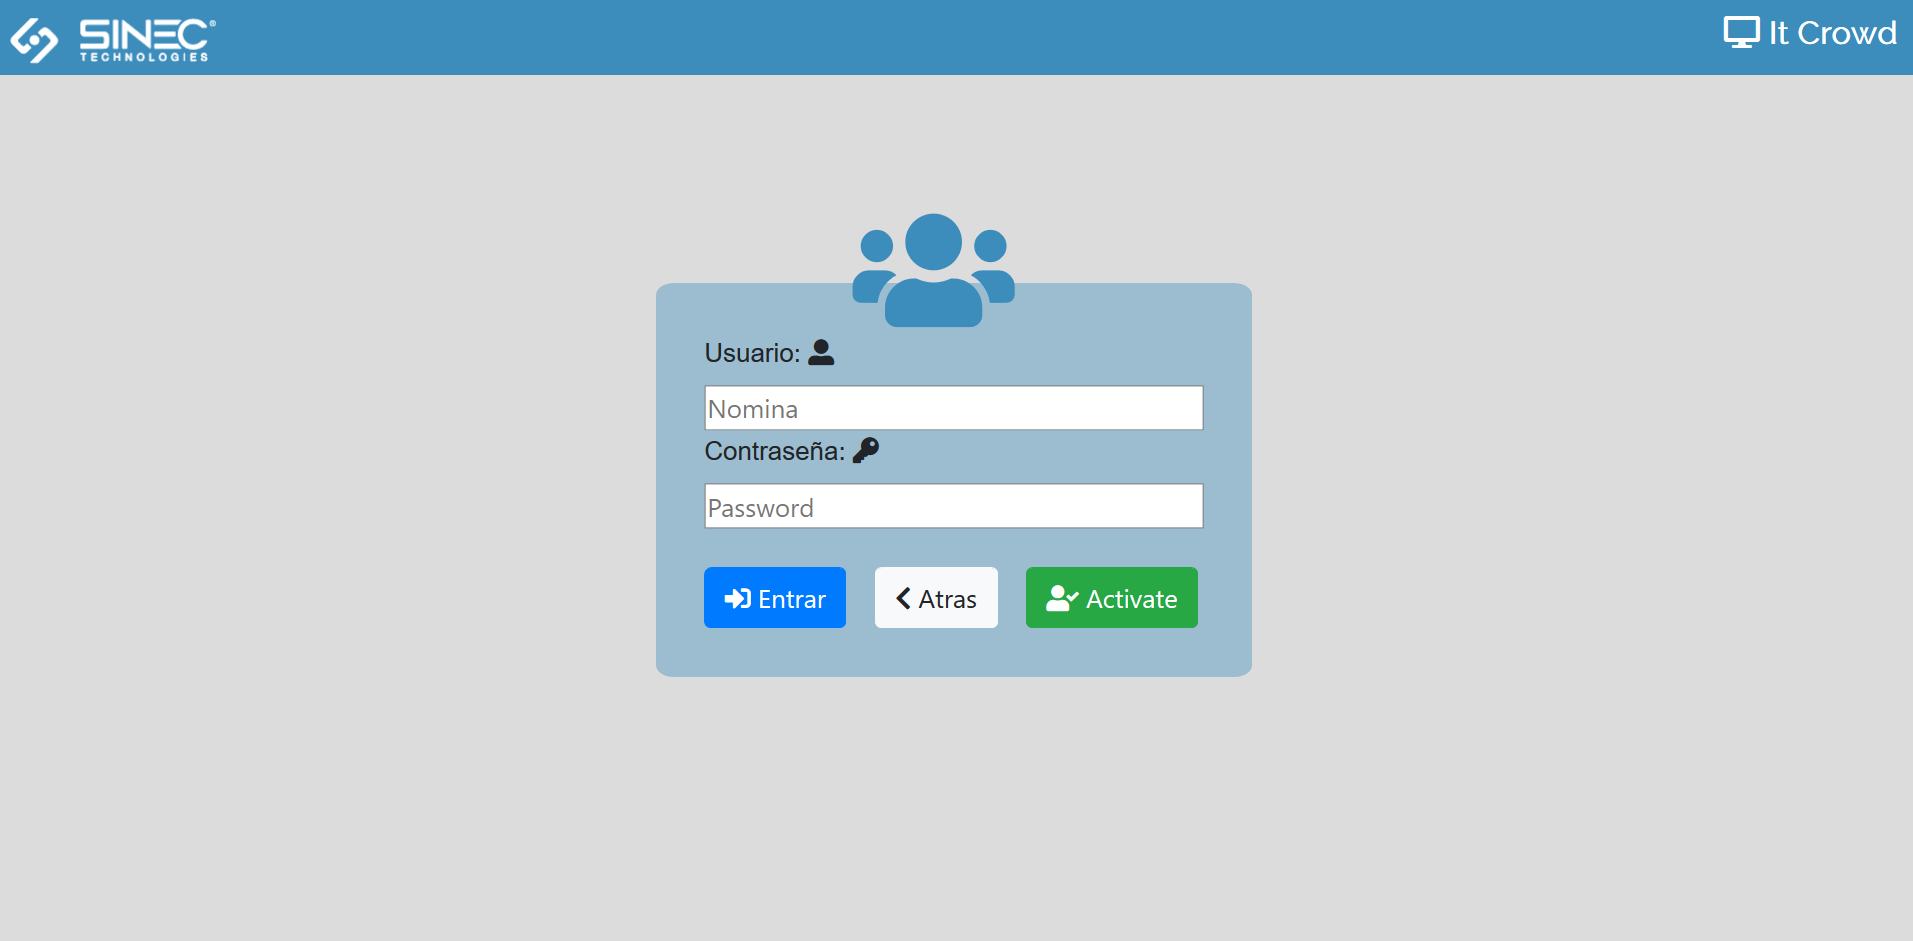 SINEC®
TECHNOLOGIES
It Crowd
Usuario:
Nomina
Contraseña:
Password
Entrar
Atras
Activate